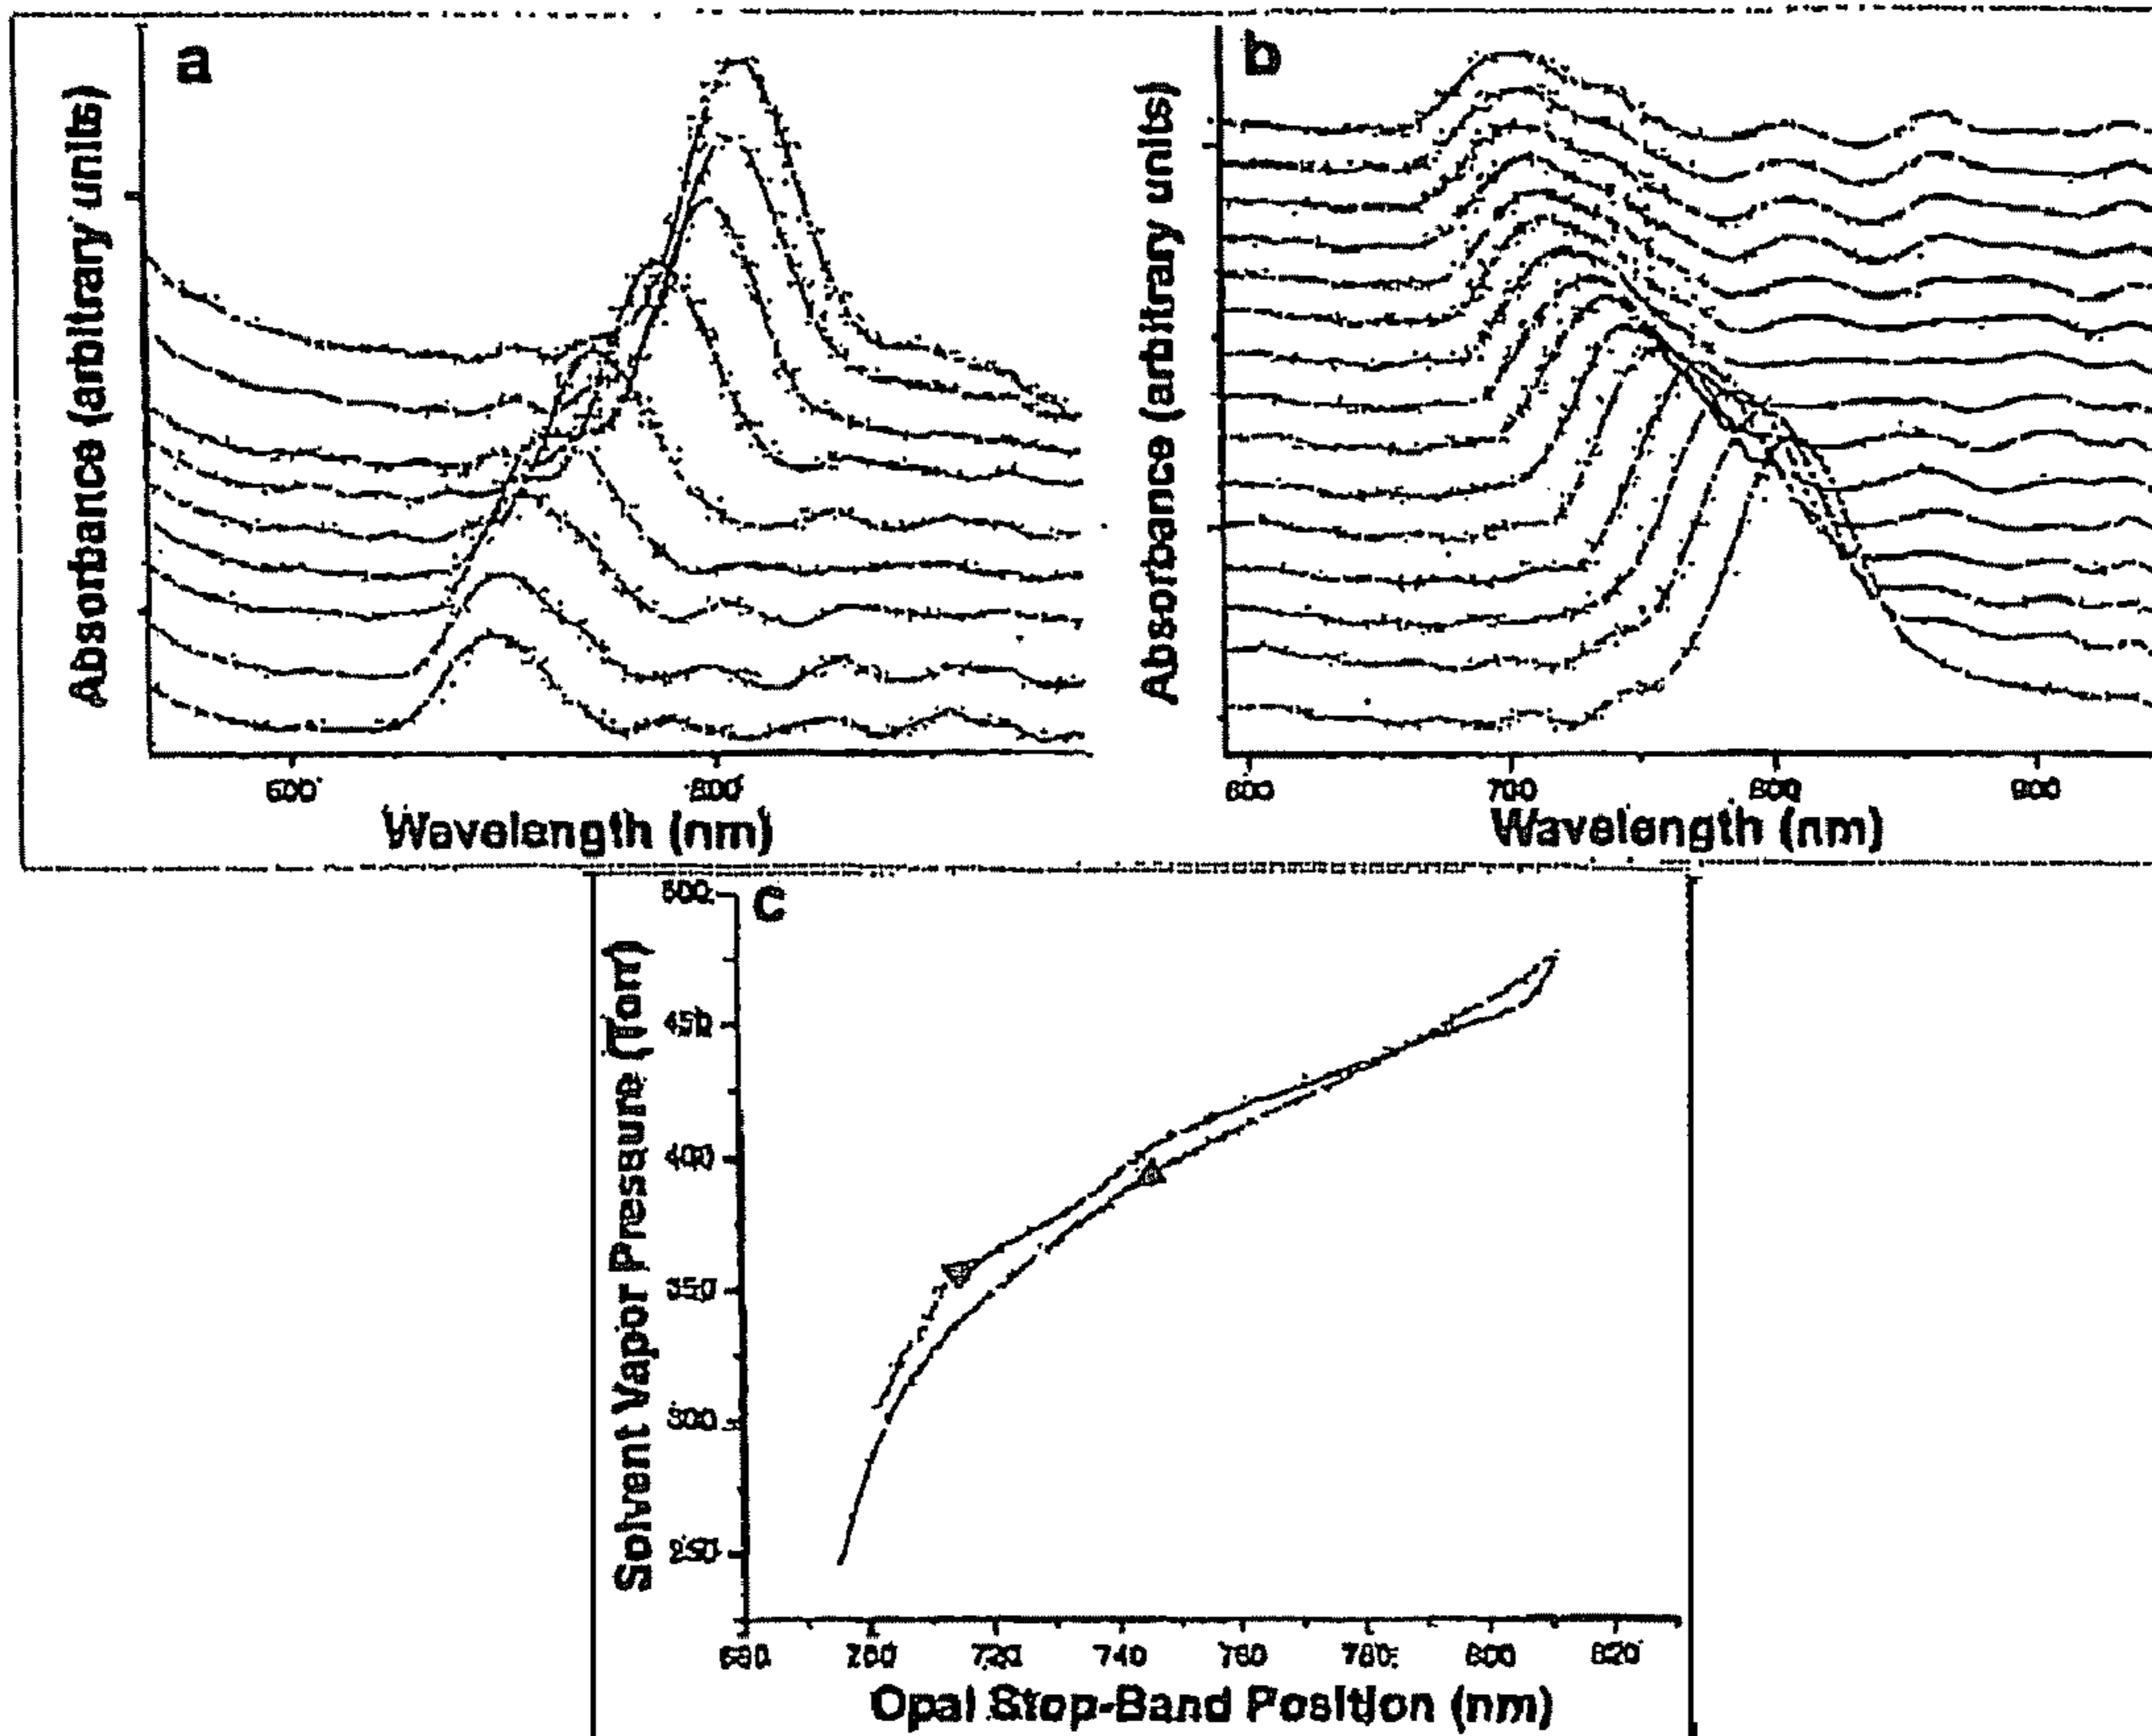 a
Absorbance (arbitrary units)
600
800
Wavelength (nm)
b
Absorbance (arbitrary units)
600
700
800
900
Wavelength (nm)
c
Solvent Vapor Pressure (Torr)
500
450
400
350
300
250
680
700
720
740
760
780
800
820
Opal Stop-Band Position (nm)